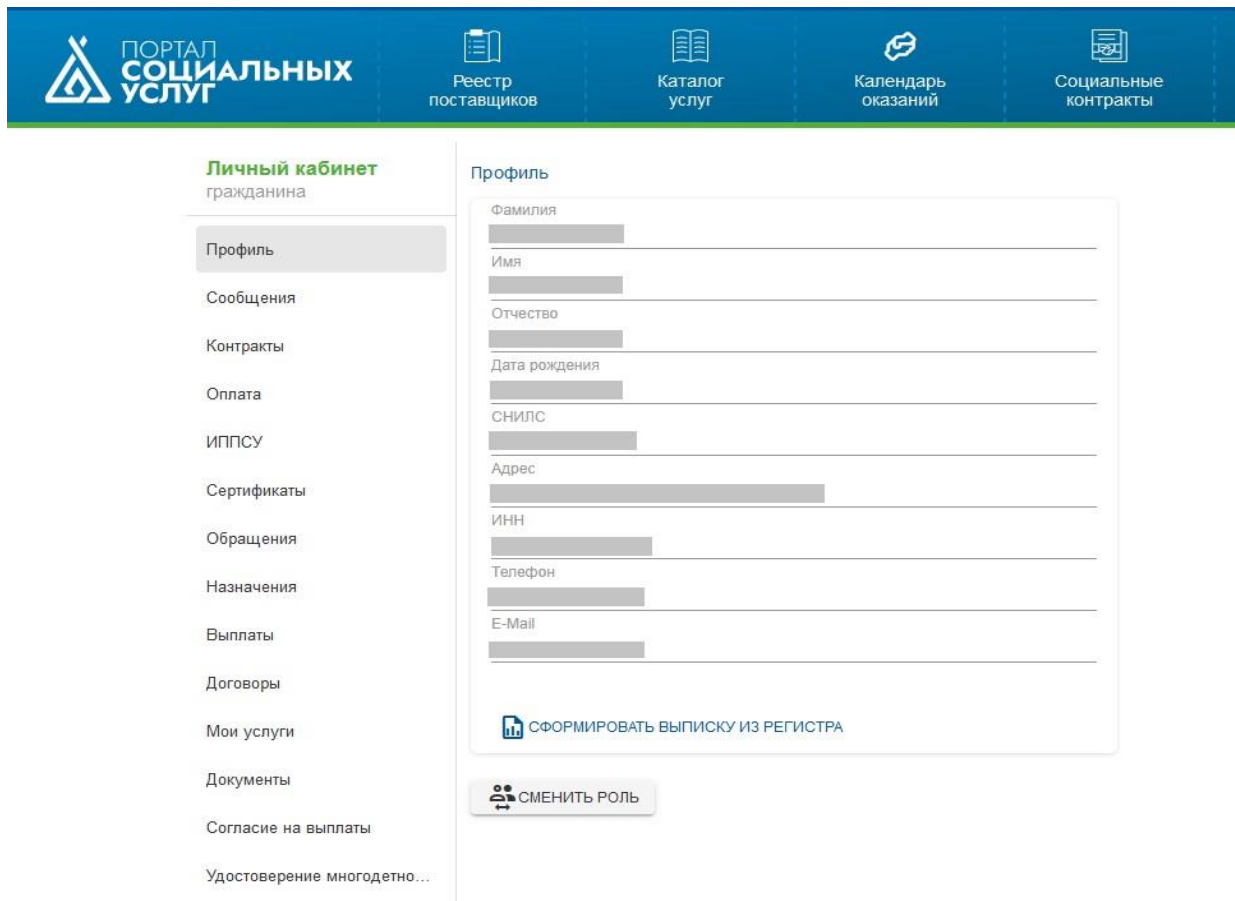 ПОРТАЛ
СОЦИАЛЬНЫХ
УСЛУГ
Реестр
поставщиков
Каталог
услуг
Календарь
оказаний
Социальные
контракты
Личный кабинет
гражданина
Профиль
Сообщения
Контракты
Оплата
ИППСУ
Сертификаты
Обращения
Назначения
Выплаты
Договоры
Мои услуги
Документы
Согласие на выплаты
Удостоверение многодетно...
Профиль
Фамилия
Имя
Отчество
Дата рождения
СНИЛС
Адрес
ИНН
Телефон
E-Mail
СФОРМИРОВАТЬ ВЫПИСКУ ИЗ РЕГИСТРА
СМЕНИТЬ РОЛЬ